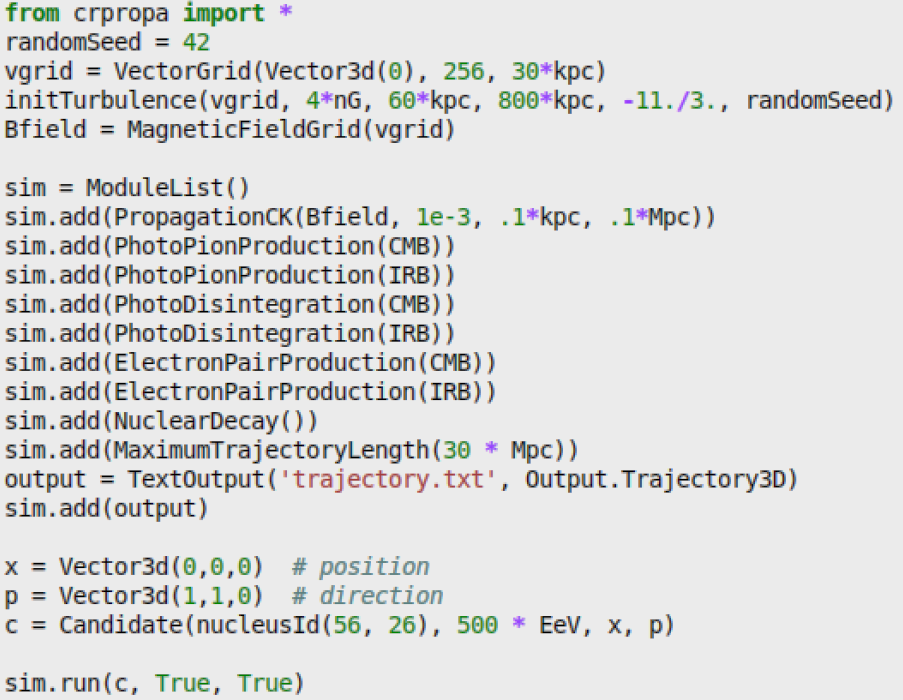 from crpropa import *
randomSeed = 42
vgrid = VectorGrid(Vector3d(0), 256, 30*kpc)
initTurbulence(vgrid, 4*nG, 60*kpc, 800*kpc, -11./3., randomSeed)
Bfield = MagneticFieldGrid(vgrid)
sim = ModuleList()
sim.add(PropagationCK(Bfield, 1e-3, .1*kpc, .1*Mpc))
sim.add(PhotoPionProduction(CMB))
sim.add(PhotoPionProduction(IRB))
sim.add(PhotoDisintegration(CMB))
sim.add(PhotoDisintegration(IRB))
sim.add(ElectronPairProduction(CMB))
sim.add(ElectronPairProduction(IRB))
sim.add(NuclearDecay())
sim.add(MaximumTrajectoryLength(30 * Mpc))
output = TextOutput('trajectory.txt', Output.Trajectory3D)
sim.add(output)
x = Vector3d(0,0,0)  # position
p = Vector3d(1,1,0)  # direction
c = Candidate(nucleusId(56, 26), 500 * EeV, x, p)
sim.run(c, True, True)